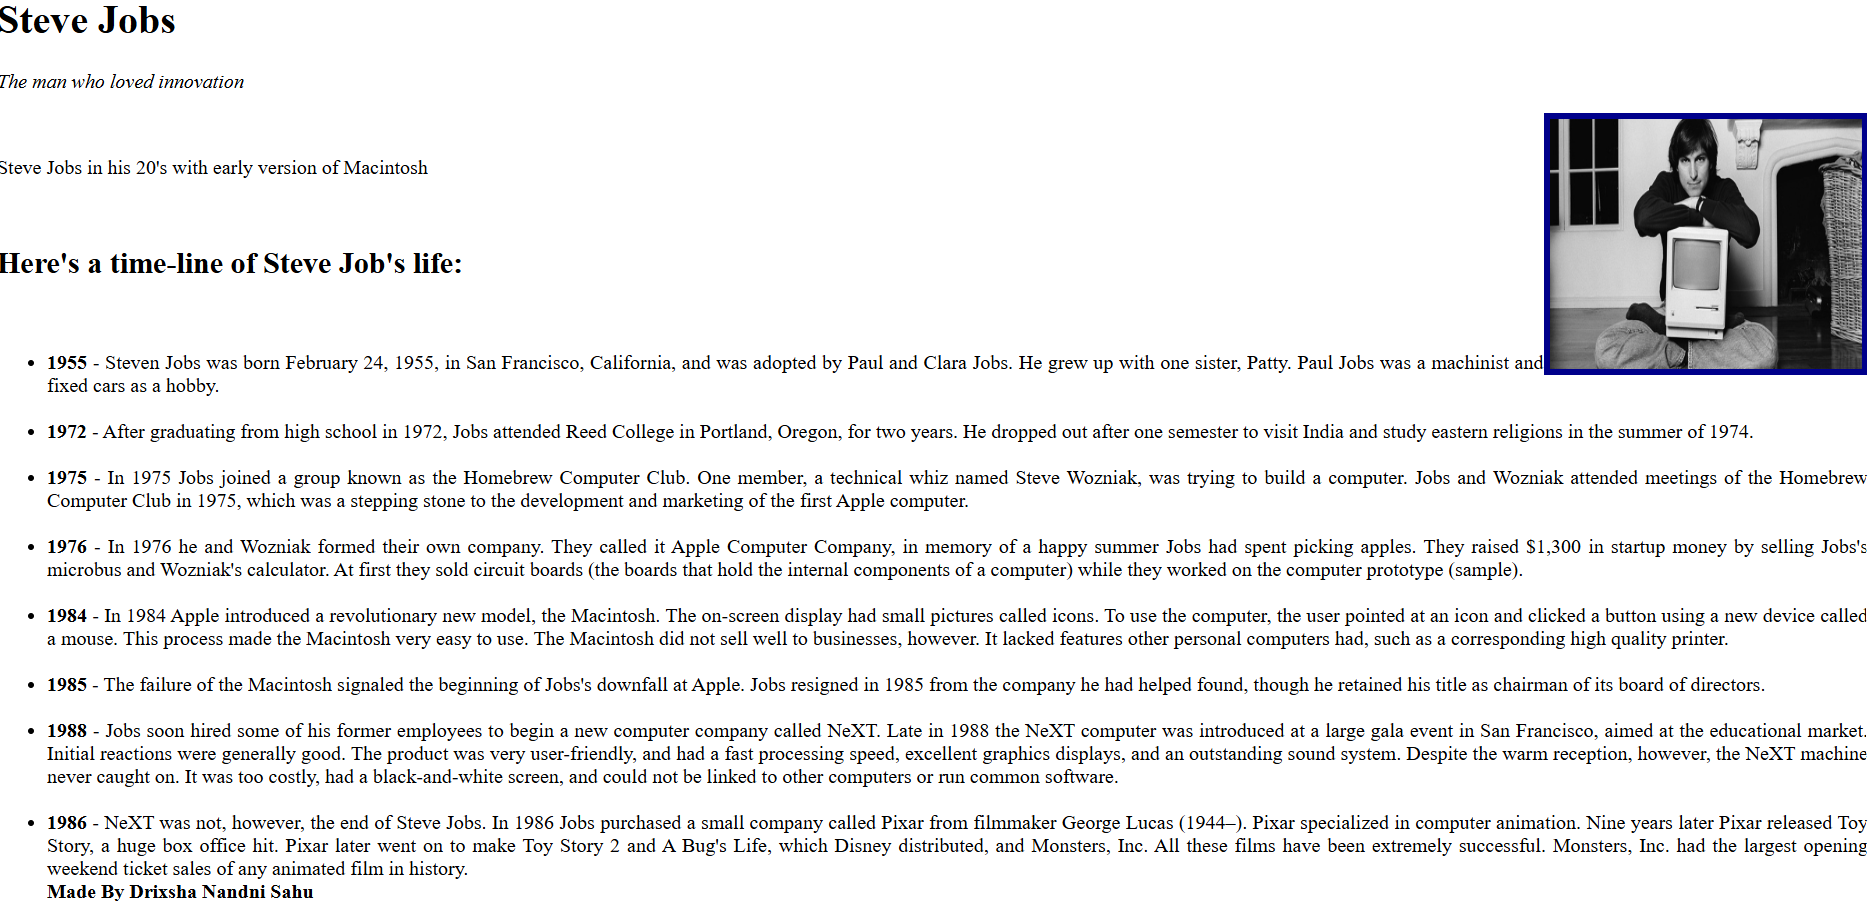 Steve Jobs
The man who loved innovation
Steve Jobs in his 20's with early version of Macintosh
Here's a time-line of Steve Job's life:
• 1955 - Steven Jobs was born February 24, 1955, in San Francisco, California, and was adopted by Paul and Clara Jobs. He grew up with one sister, Patty. Paul Jobs was a machinist and
fixed cars as a hobby.
• 1972 - After graduating from high school in 1972, Jobs attended Reed College in Portland, Oregon, for two years. He dropped out after one semester to visit India and study eastern religions in the summer of 1974.
• 1975 - In 1975 Jobs joined a group known as the Homebrew Computer Club. One member, a technical whiz named Steve Wozniak, was trying to build a computer. Jobs and Wozniak attended meetings of the Homebrew
Computer Club in 1975, which was a stepping stone to the development and marketing of the first Apple computer.
• 1976 - In 1976 he and Wozniak formed their own company. They called it Apple Computer Company, in memory of a happy summer Jobs had spent picking apples. They raised $1,300 in startup money by selling Jobs's
microbus and Wozniak's calculator. At first they sold circuit boards (the boards that hold the internal components of a computer) while they worked on the computer prototype (sample).
• 1984 - In 1984 Apple introduced a revolutionary new model, the Macintosh. The on-screen display had small pictures called icons. To use the computer, the user pointed at an icon and clicked a button using a new device called
a mouse. This process made the Macintosh very easy to use. The Macintosh did not sell well to businesses, however. It lacked features other personal computers had, such as a corresponding high quality printer.
• 1985 - The failure of the Macintosh signaled the beginning of Jobs's downfall at Apple. Jobs resigned in 1985 from the company he had helped found, though he retained his title as chairman of its board of directors.
• 1988 - Jobs soon hired some of his former employees to begin a new computer company called NeXT. Late in 1988 the NeXT computer was introduced at a large gala event in San Francisco, aimed at the educational market.
Initial reactions were generally good. The product was very user-friendly, and had a fast processing speed, excellent graphics displays, and an outstanding sound system. Despite the warm reception, however, the NeXT machine
never caught on. It was too costly, had a black-and-white screen, and could not be linked to other computers or run common software.
• 1986 - NeXT was not, however, the end of Steve Jobs. In 1986 Jobs purchased a small company called Pixar from filmmaker George Lucas (1944–). Pixar specialized in computer animation. Nine years later Pixar released Toy
Story, a huge box office hit. Pixar later went on to make Toy Story 2 and A Bug's Life, which Disney distributed, and Monsters, Inc. All these films have been extremely successful. Monsters, Inc. had the largest opening
weekend ticket sales of any animated film in history.
Made By Drixsha Nandni Sahu